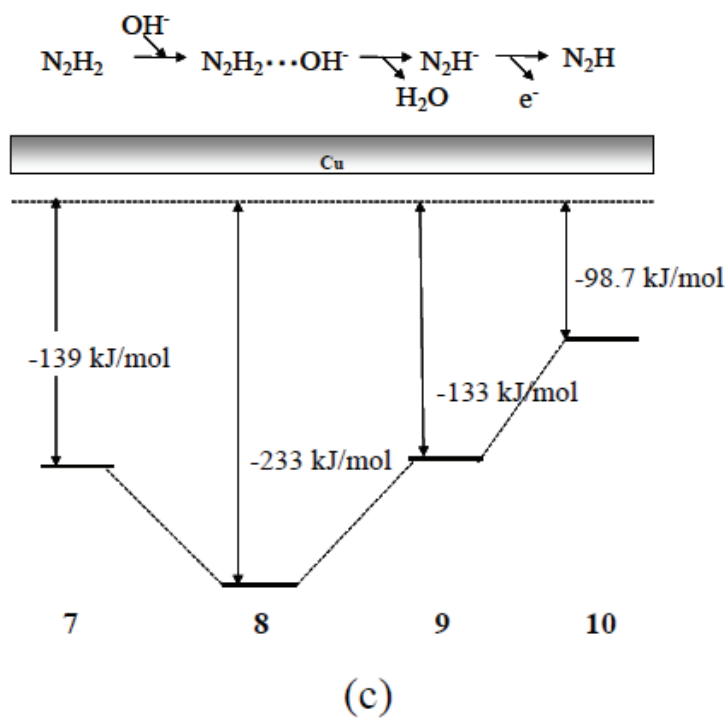 OH⁻
N₂H₂ N₂H₂⋯OH⁻ N₂H⁻ N₂H
H₂O e⁻
Cu
-98.7 kJ/mol
-139 kJ/mol
-133 kJ/mol
-233 kJ/mol
7 8 9 10
(c)